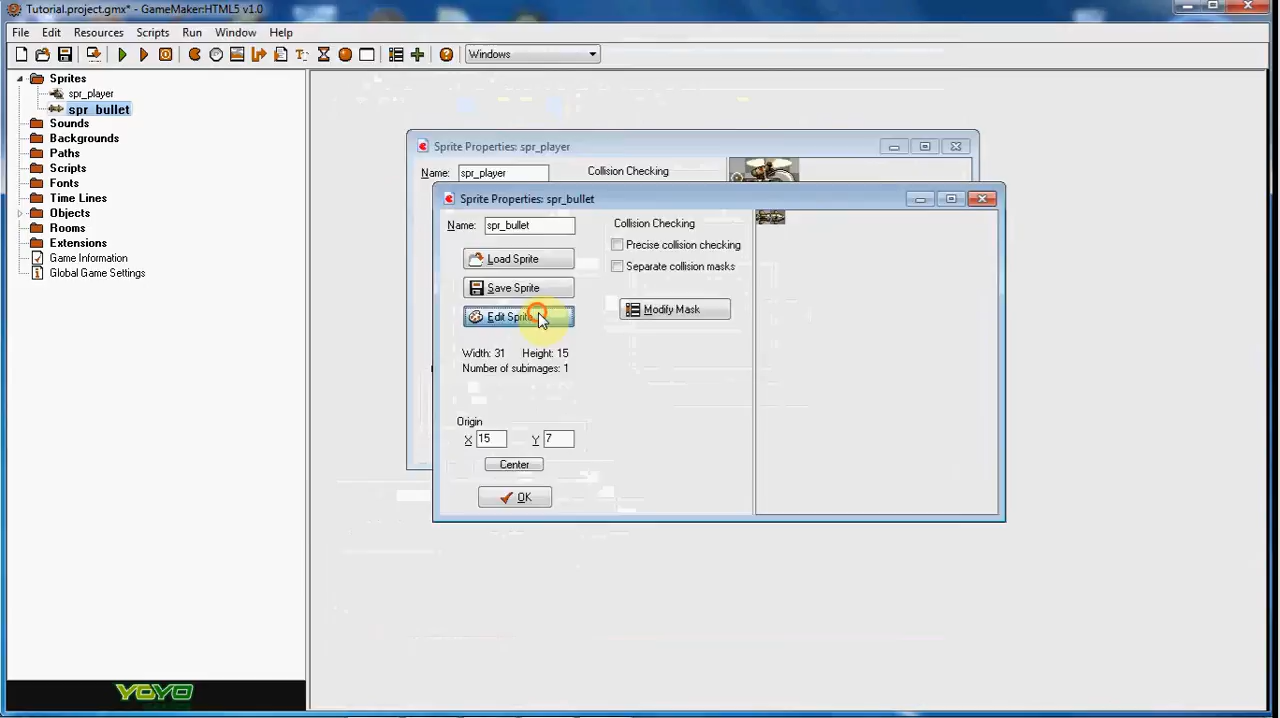 Tutorial.project.gmx* - GameMaker:HTML5 v1.0
File Edit Resources Scripts Run Window Help
Windows
Sprites
spr_player
spr_bullet
Sounds
Backgrounds
Paths
Scripts
Fonts
Time Lines
Objects
Rooms
Extensions
Game Information
Global Game Settings
Sprite Properties: spr_player
Name: spr_player
Collision Checking
Sprite Properties: spr_bullet
Name: spr_bullet
Collision Checking
Precise collision checking
Load Sprite
Separate collision masks
Save Sprite
Modify Mask
Edit Sprite
Width: 31 Height: 15
Number of subimages: 1
Origin
X 15 Y 7
Center
OK
YOYO